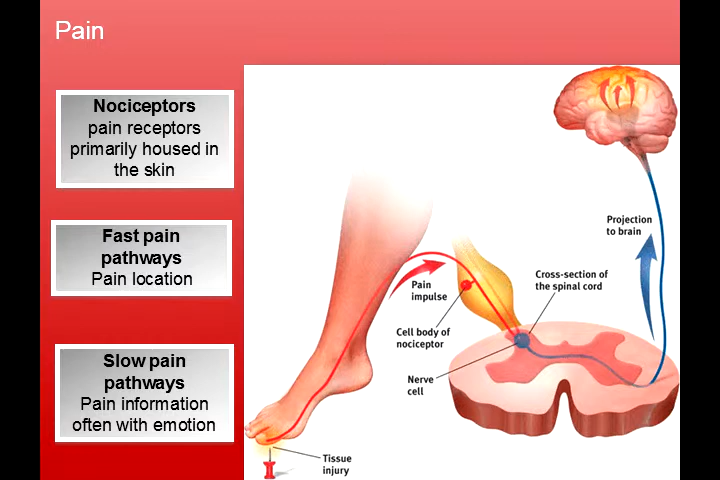 Pain
Nociceptors
pain receptors
primarily housed in
the skin
Fast pain
pathways
Pain location
Slow pain
pathways
Pain information
often with emotion
Projection
to brain
Pain
impulse
Cross-section of
the spinal cord
Cell body of
nociceptor
Nerve
cell
Tissue
injury